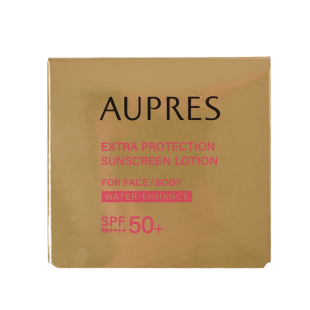 AUPRES
EXTRA PROTECTION
SUNSCREEN LOTION
FOR FACE / BODY
WATER-ENHANCE
SPF 50+
PA++++